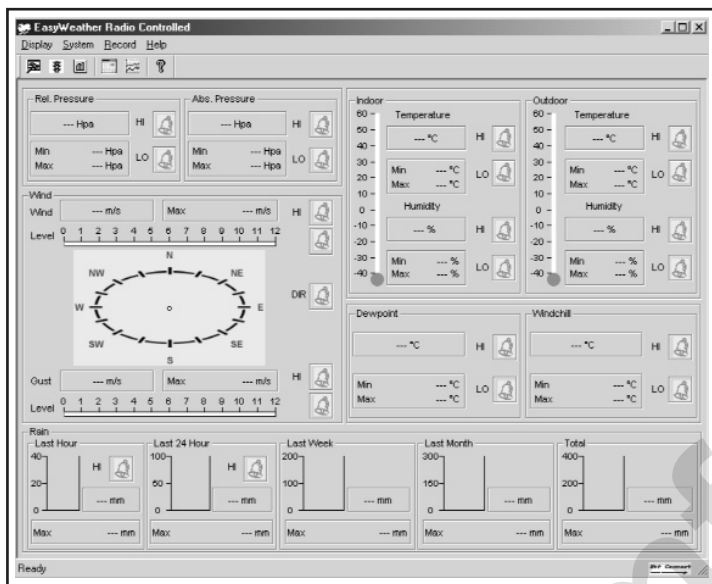 EasyWeather Radio Controlled
Display System Record Help
Rel. Pressure
--- Hpa
HI
Min --- Hpa
Max --- Hpa
LO
Abs. Pressure
--- Hpa
HI
Min --- Hpa
Max --- Hpa
LO
Wind
Wind --- m/s Max --- m/s HI
Level 0 1 2 3 4 5 6 7 8 9 10 11 12
N
NW NE
W E
SW SE
S
DIR
Gust --- m/s Max --- m/s HI
Level 0 1 2 3 4 5 6 7 8 9 10 11 12
Indoor
60
50
40
30
20
10
0
-10
-20
-30
-40
Temperature
--- °C
HI
Min --- °C
Max --- °C
LO
Humidity
--- %
HI
Min --- %
Max --- %
LO
Outdoor
60
50
40
30
20
10
0
-10
-20
-30
-40
Temperature
--- °C
HI
Min --- °C
Max --- °C
LO
Humidity
--- %
HI
Min --- %
Max --- %
LO
Dewpoint
--- °C
HI
Min --- °C
Max --- °C
LO
Windchill
--- °C
HI
Min --- °C
Max --- °C
LO
Rain
Last Hour
40
20
0
HI
--- mm
Max --- mm
Last 24 Hour
100
50
0
HI
--- mm
Max --- mm
Last Week
200
100
0
--- mm
Max --- mm
Last Month
300
150
0
--- mm
Max --- mm
Total
400
200
0
--- mm
Max --- mm
Ready